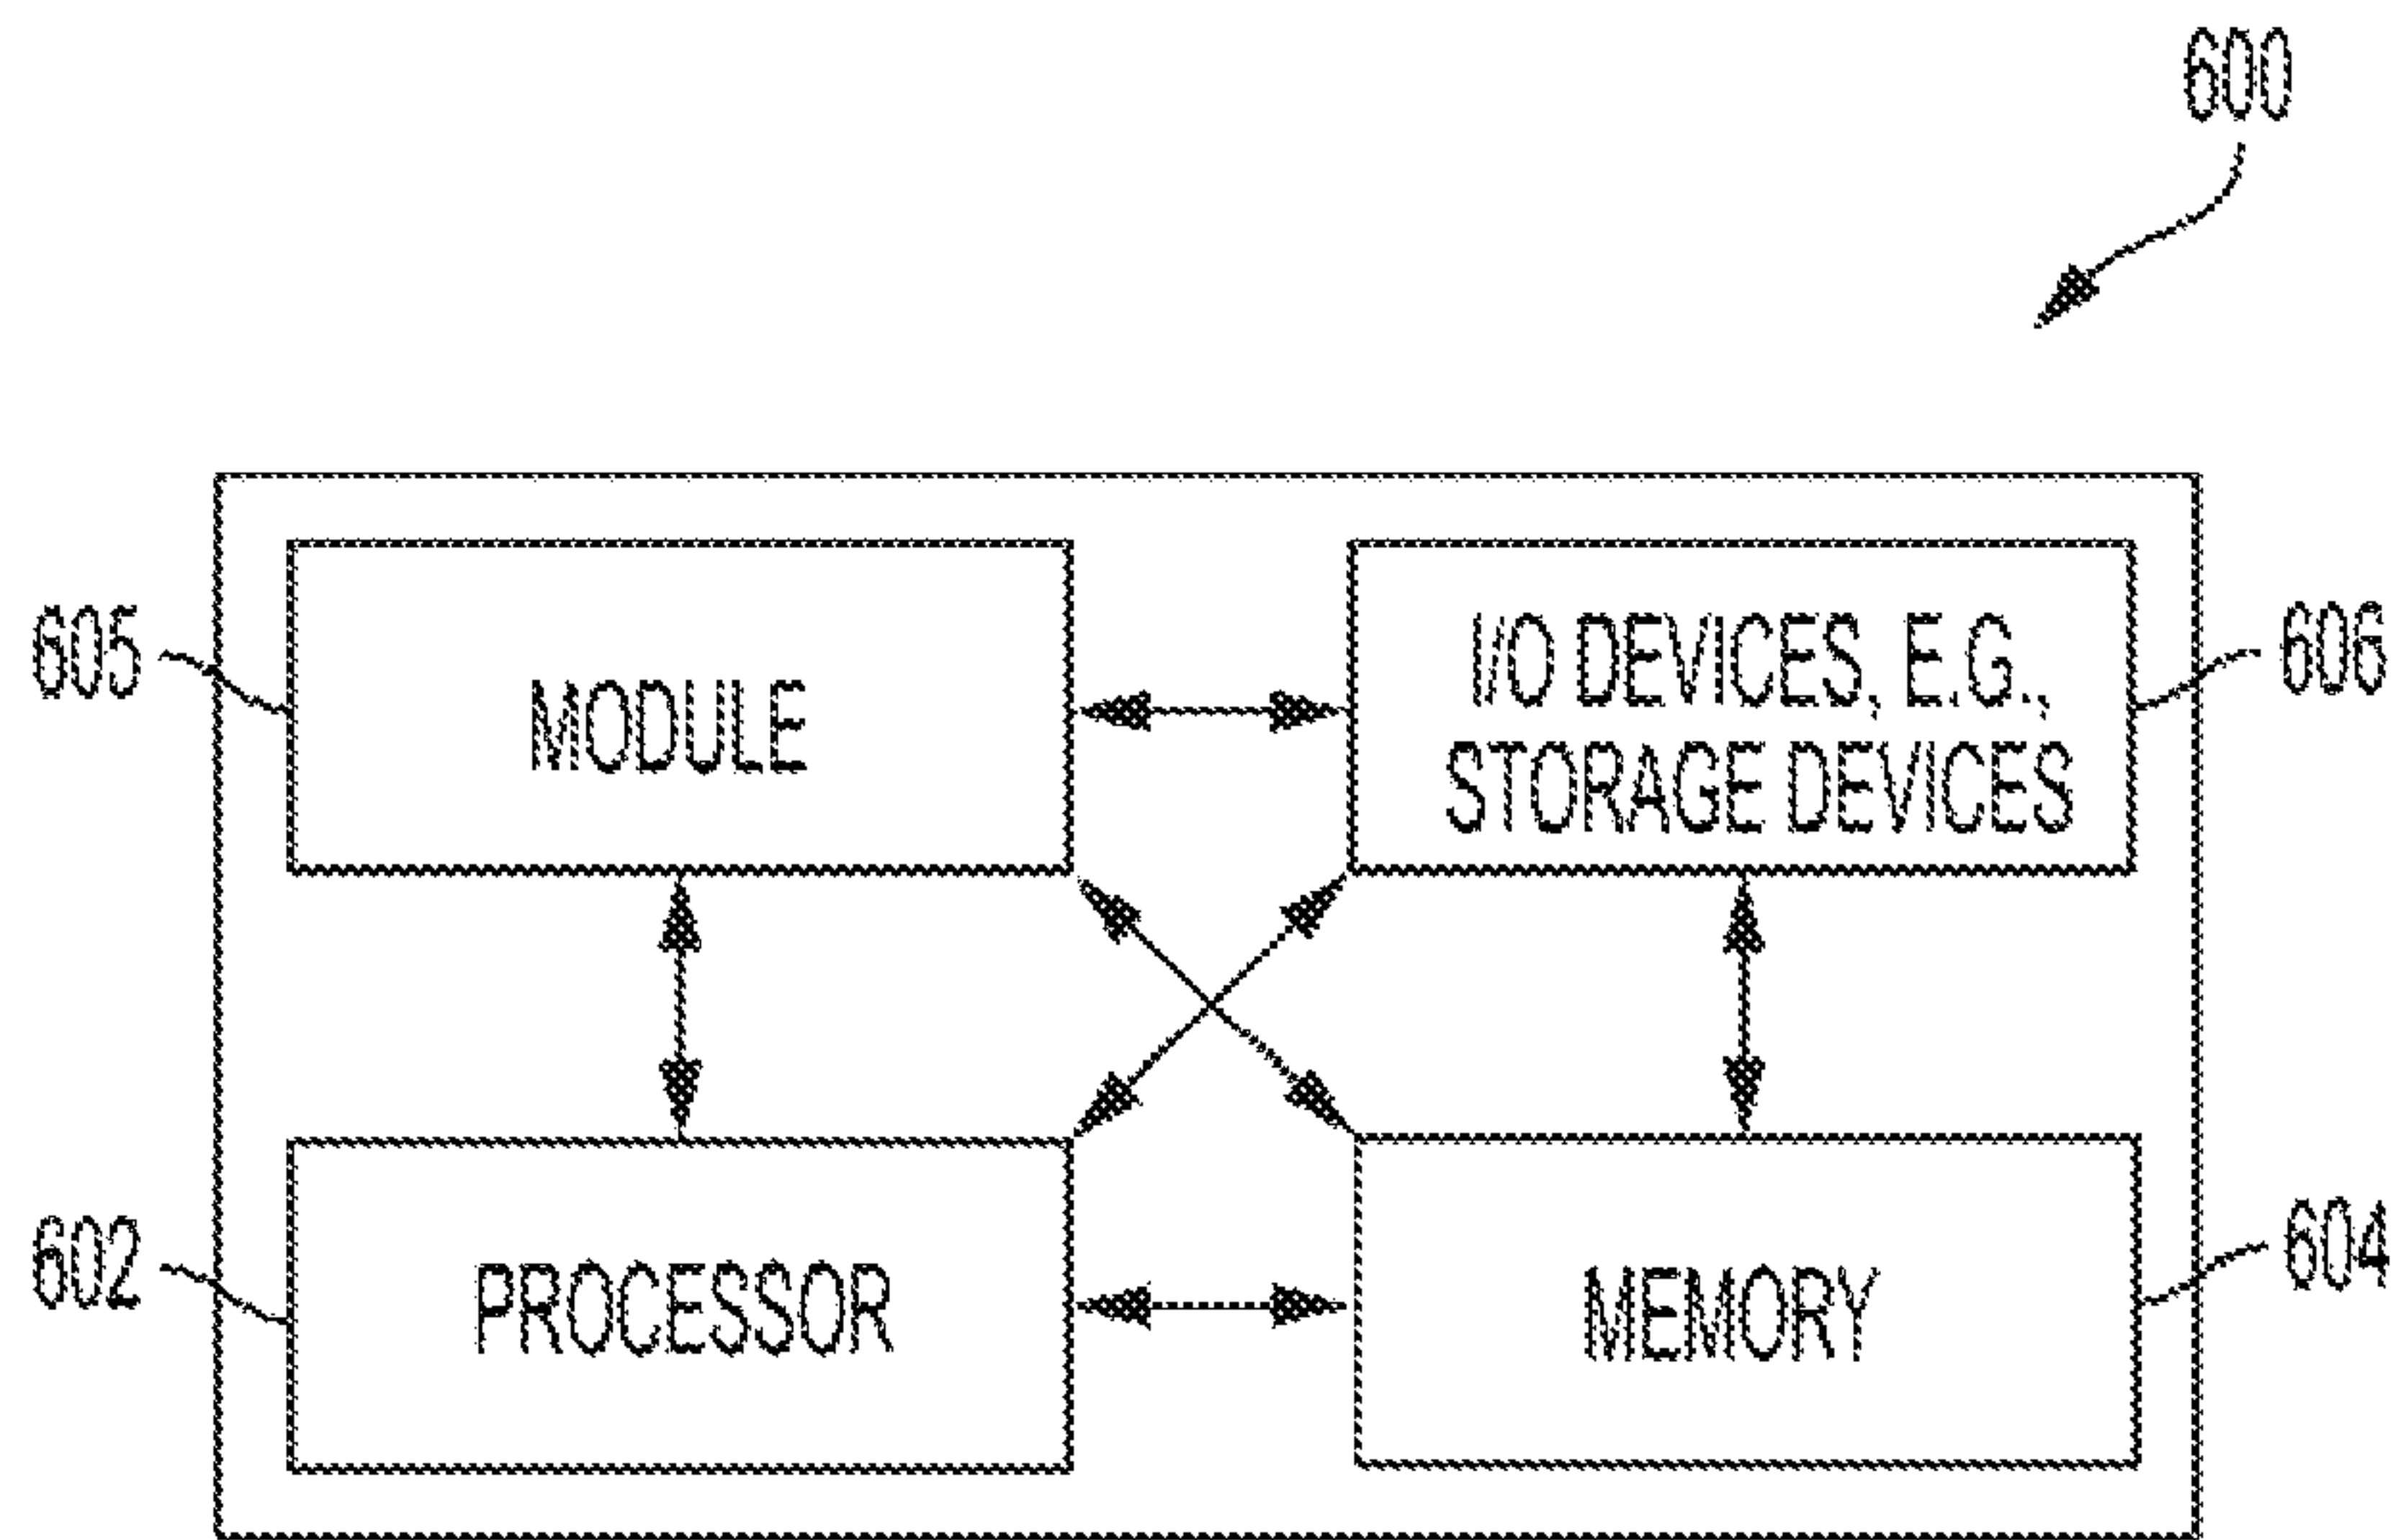 600
605
MODULE
I/O DEVICES, E.G.,
STORAGE DEVICES
606
602
PROCESSOR
MEMORY
604